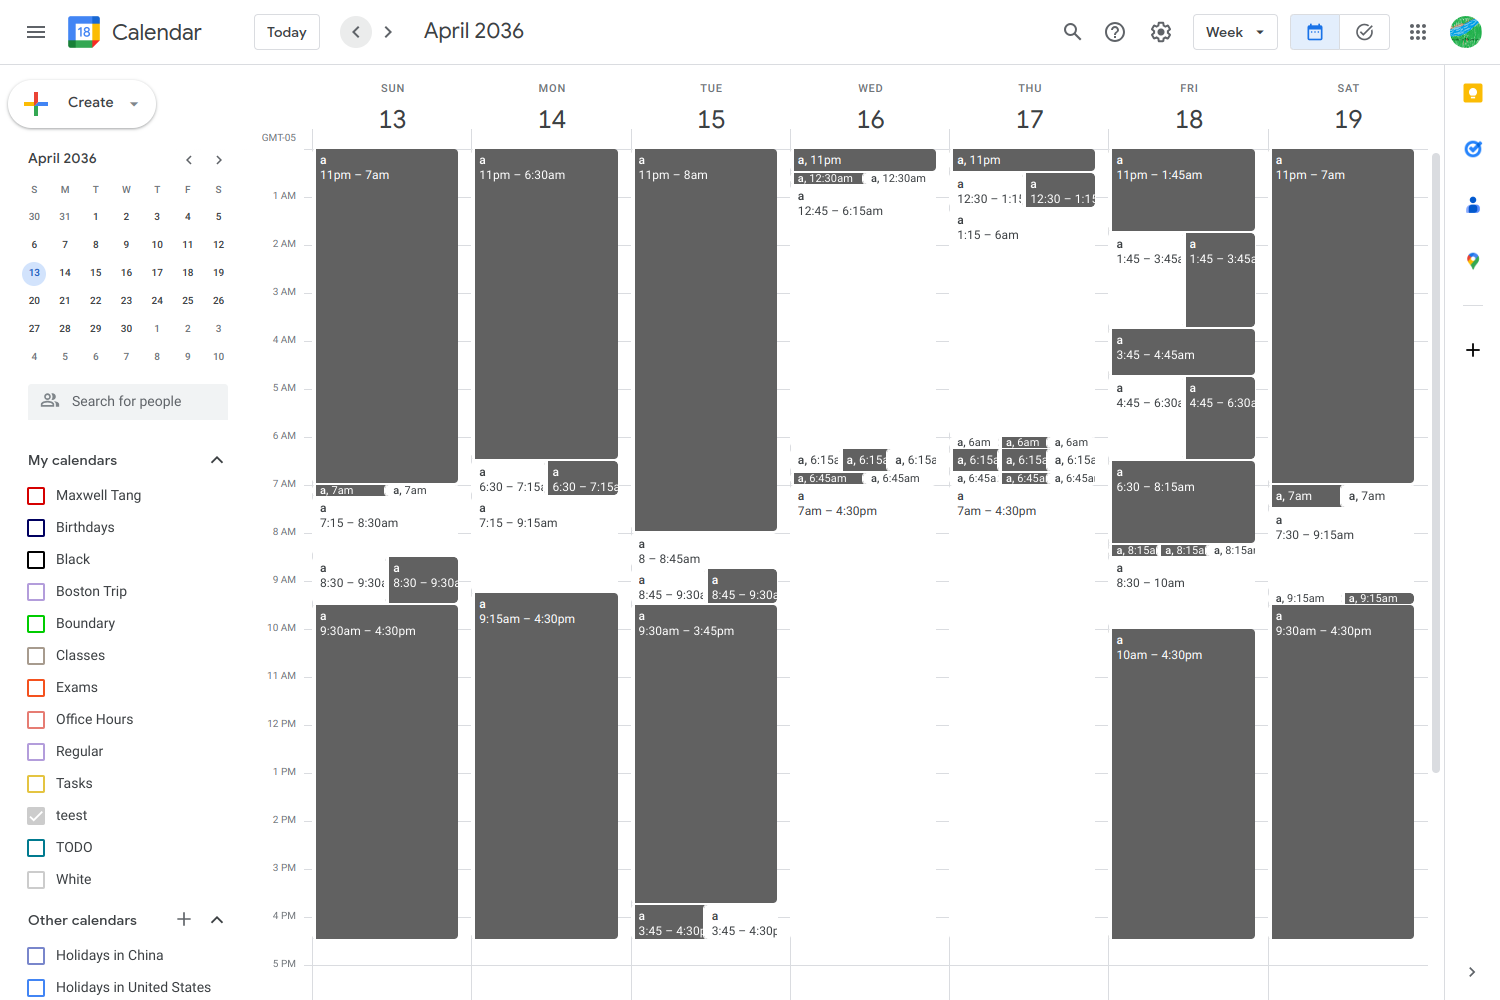 18 Calendar Today April 2036 Week
Create
SUN MON TUE WED THU FRI SAT
13 14 15 16 17 18 19
GMT-05
April 2036
S M T W T F S
30 31 1 2 3 4 5
6 7 8 9 10 11 12
13 14 15 16 17 18 19
20 21 22 23 24 25 26
27 28 29 30 1 2 3
4 5 6 7 8 9 10
Search for people
My calendars
Maxwell Tang
Birthdays
Black
Boston Trip
Boundary
Classes
Exams
Office Hours
Regular
Tasks
teest
TODO
White
Other calendars
Holidays in China
Holidays in United States
1 AM
2 AM
3 AM
4 AM
5 AM
6 AM
7 AM
8 AM
9 AM
10 AM
11 AM
12 PM
1 PM
2 PM
3 PM
4 PM
5 PM
a
11pm – 7am
a, 7am a, 7am
a
7:15 – 8:30am
a
8:30 – 9:30a
a
8:30 – 9:30a
a
9:30am – 4:30pm
a
11pm – 6:30am
a
6:30 – 7:15a
a
6:30 – 7:15a
a
7:15 – 9:15am
a
9:15am – 4:30pm
a
11pm – 8am
a
8 – 8:45am
a
8:45 – 9:30a
a
8:45 – 9:30a
a
9:30am – 3:45pm
a
3:45 – 4:30p
a
3:45 – 4:30p
a, 11pm
a, 12:30am a, 12:30am
a
12:45 – 6:15am
a, 6:15a a, 6:15a a, 6:15a
a, 6:45am a, 6:45am
a
7am – 4:30pm
a, 11pm
a
12:30 – 1:15
a
12:30 – 1:15
a
1:15 – 6am
a, 6am a, 6am a, 6am
a, 6:15a a, 6:15a a, 6:15a
a, 6:45a a, 6:45a a, 6:45a
a
7am – 4:30pm
a
11pm – 1:45am
a
1:45 – 3:45a
a
1:45 – 3:45a
a
3:45 – 4:45am
a
4:45 – 6:30a
a
4:45 – 6:30a
a
6:30 – 8:15am
a, 8:15a a, 8:15a a, 8:15a
a
8:30 – 10am
a
10am – 4:30pm
a
11pm – 7am
a, 7am a, 7am
a
7:30 – 9:15am
a, 9:15am a, 9:15am
a
9:30am – 4:30pm